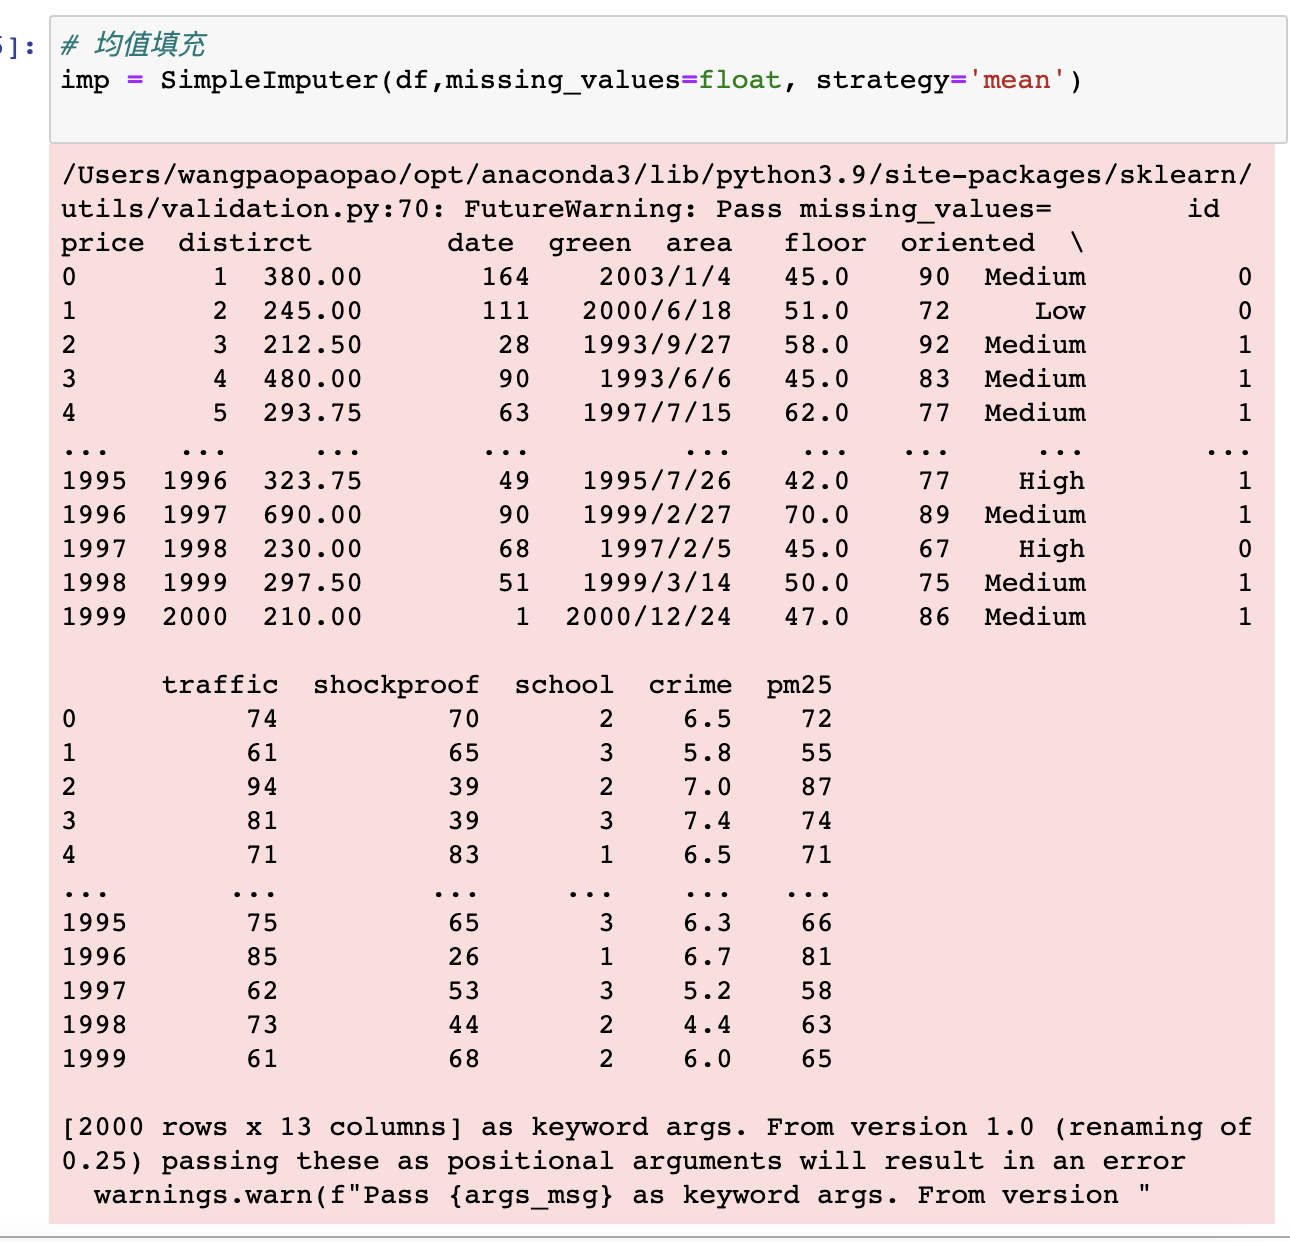 5]:
# 均值填充
imp = SimpleImputer(df,missing_values=float, strategy='mean')
/Users/wangpaopaopao/opt/anaconda3/lib/python3.9/site-packages/sklearn/
utils/validation.py:70: FutureWarning: Pass missing_values=        id
price  distirct        date  green  area   floor  oriented  \
0        1  380.00       164    2003/1/4   45.0    90  Medium         0
1        2  245.00       111   2000/6/18   51.0    72     Low         0
2        3  212.50        28   1993/9/27   58.0    92  Medium         1
3        4  480.00        90    1993/6/6   45.0    83  Medium         1
4        5  293.75        63   1997/7/15   62.0    77  Medium         1
...    ...     ...       ...         ...    ...   ...     ...       ...
1995  1996  323.75        49   1995/7/26   42.0    77    High         1
1996  1997  690.00        90   1999/2/27   70.0    89  Medium         1
1997  1998  230.00        68    1997/2/5   45.0    67    High         0
1998  1999  297.50        51   1999/3/14   50.0    75  Medium         1
1999  2000  210.00         1  2000/12/24   47.0    86  Medium         1
      traffic  shockproof  school  crime  pm25
0          74          70       2    6.5    72
1          61          65       3    5.8    55
2          94          39       2    7.0    87
3          81          39       3    7.4    74
4          71          83       1    6.5    71
...       ...         ...     ...    ...   ...
1995       75          65       3    6.3    66
1996       85          26       1    6.7    81
1997       62          53       3    5.2    58
1998       73          44       2    4.4    63
1999       61          68       2    6.0    65
[2000 rows x 13 columns] as keyword args. From version 1.0 (renaming of
0.25) passing these as positional arguments will result in an error
  warnings.warn(f"Pass {args_msg} as keyword args. From version "